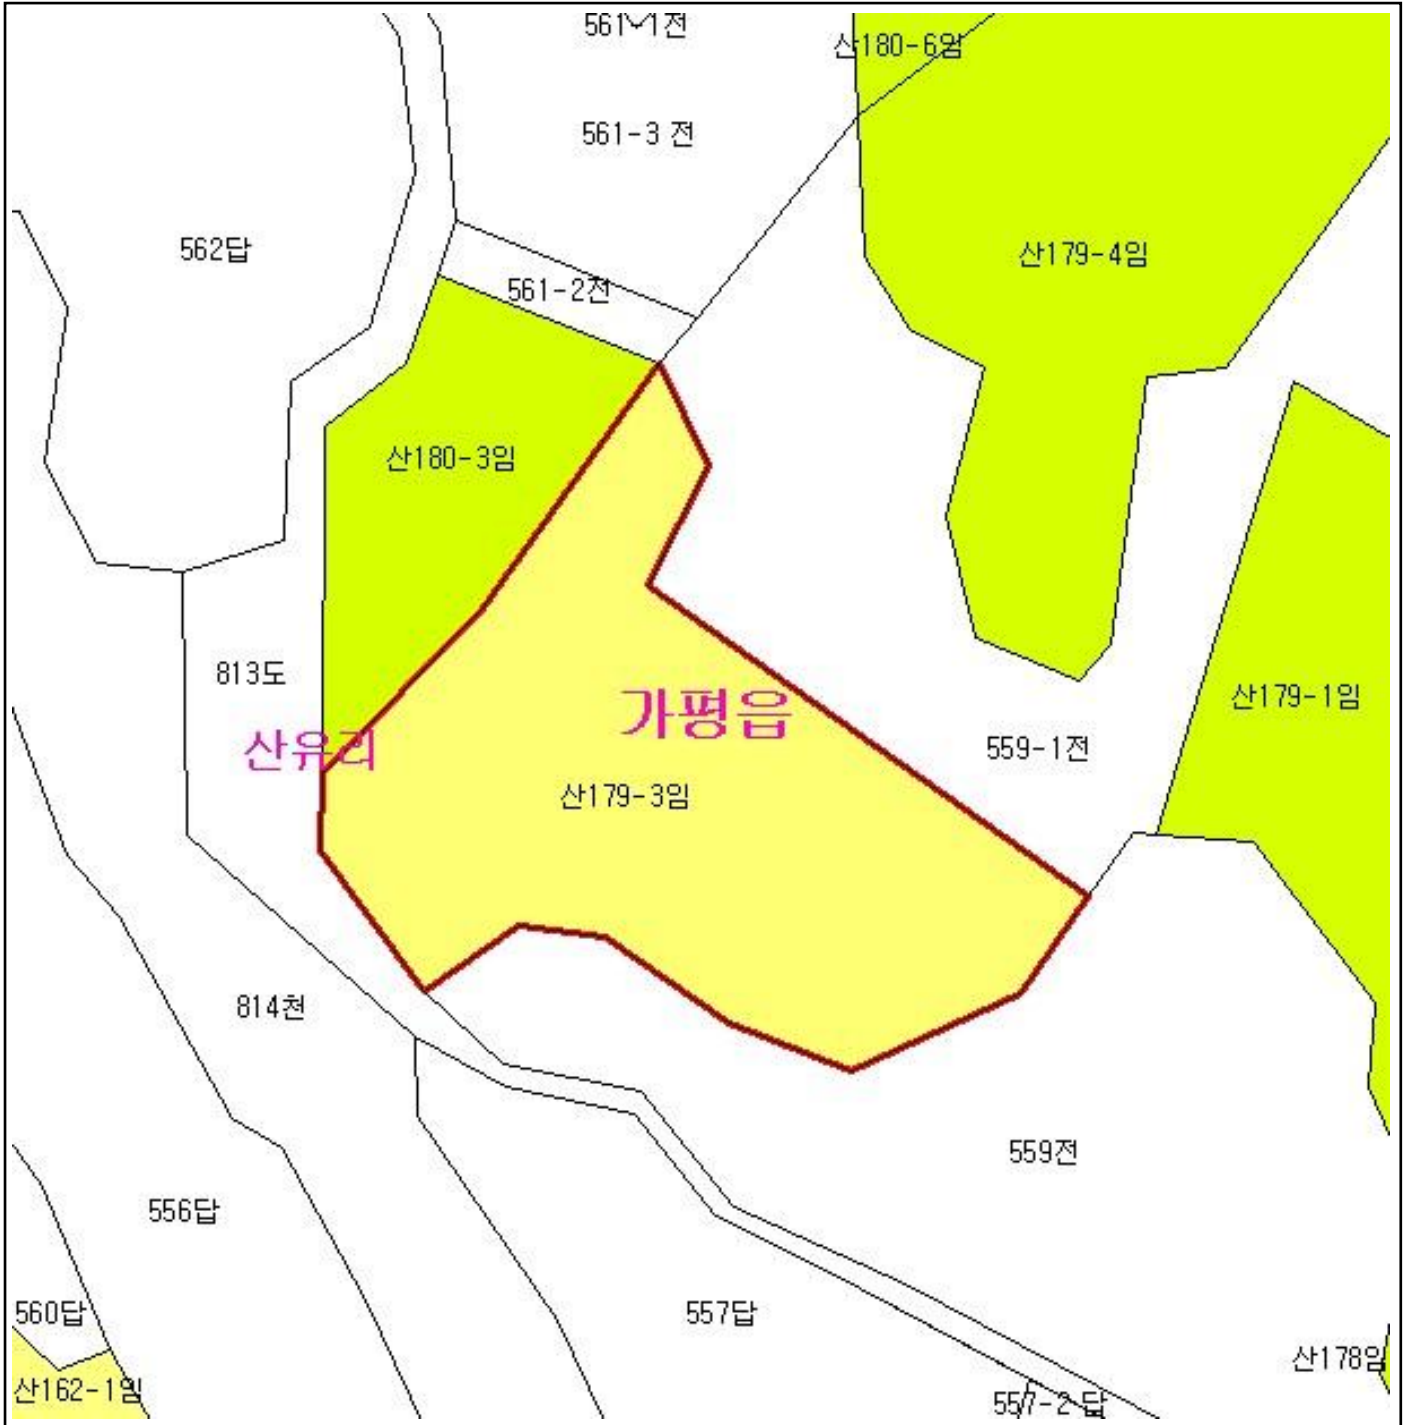 561-1전
산180-6임
561-3 전
562답
산179-4임
561-2전
산180-3임
813도
산179-1임
가평읍
559-1전
산유리
산179-3임
814천
559전
556답
560답
557답
산178임
산162-1임
557-2 답